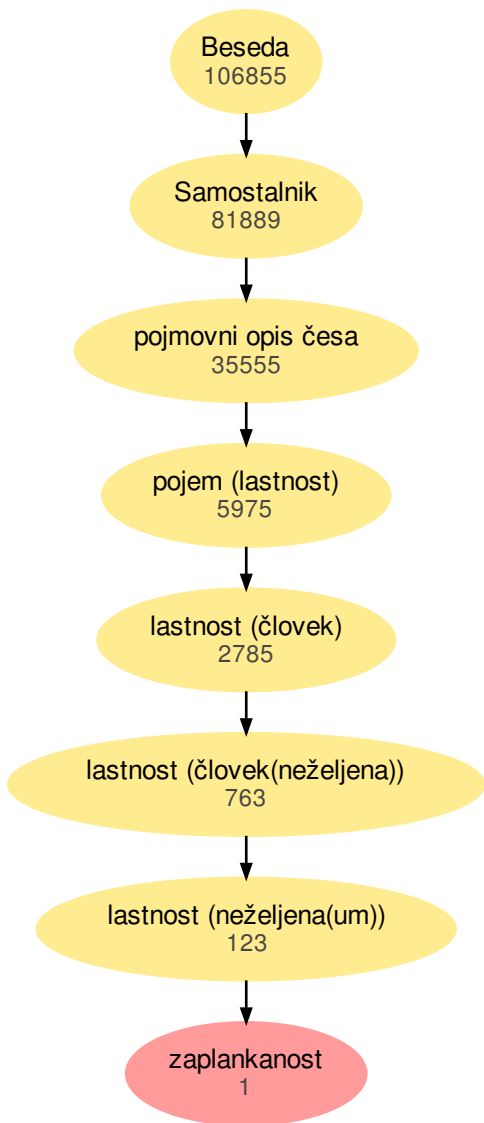 Beseda
106855
Samostalnik
81889
pojmovni opis česa
35555
pojem (lastnost)
5975
lastnost (človek)
2785
lastnost (človek(neželjena))
763
lastnost (neželjena(um))
123
zaplankanost
1